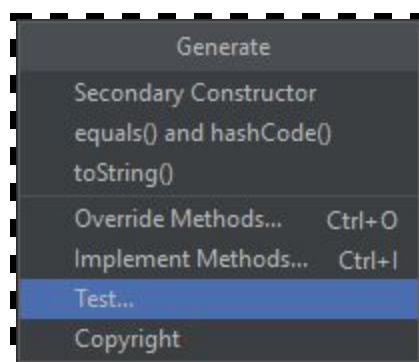 Generate
Secondary Constructor
equals() and hashCode()
toString()
Override Methods... Ctrl+O
Implement Methods... Ctrl+I
Test...
Copyright